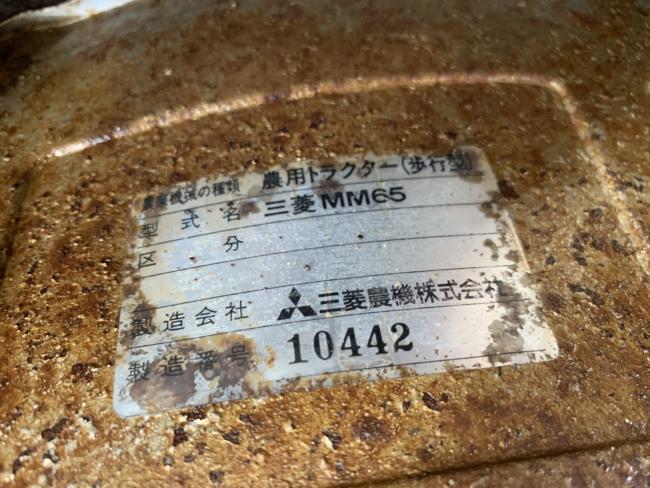 農業機械の種類 農用トラクター(歩行型)
型式名 三菱MM65
区分
製造会社 三菱農機株式会社
製造番号 10442